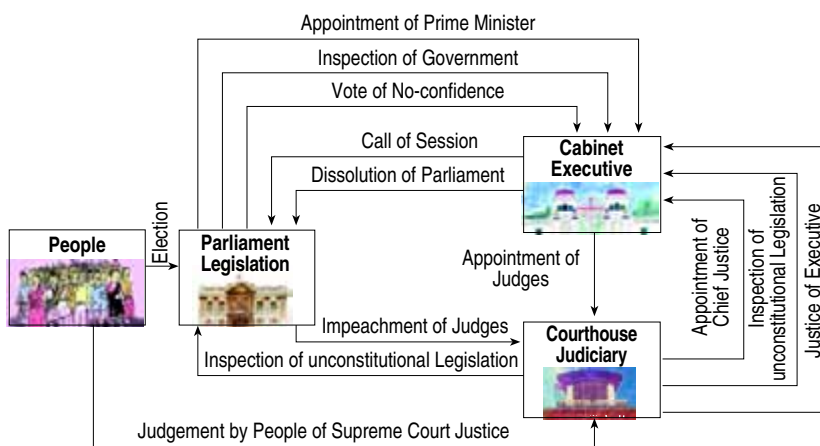 Appointment of Prime Minister
Inspection of Government
Vote of No-confidence
Call of Session
Dissolution of Parliament
Cabinet
Executive
People
Election
Parliament
Legislation
Appointment of
Judges
Appointment of
Chief Justice
Inspection of
unconstitutional Legislation
Justice of Executive
Impeachment of Judges
Inspection of unconstitutional Legislation
Courthouse
Judiciary
Judgement by People of Supreme Court Justice